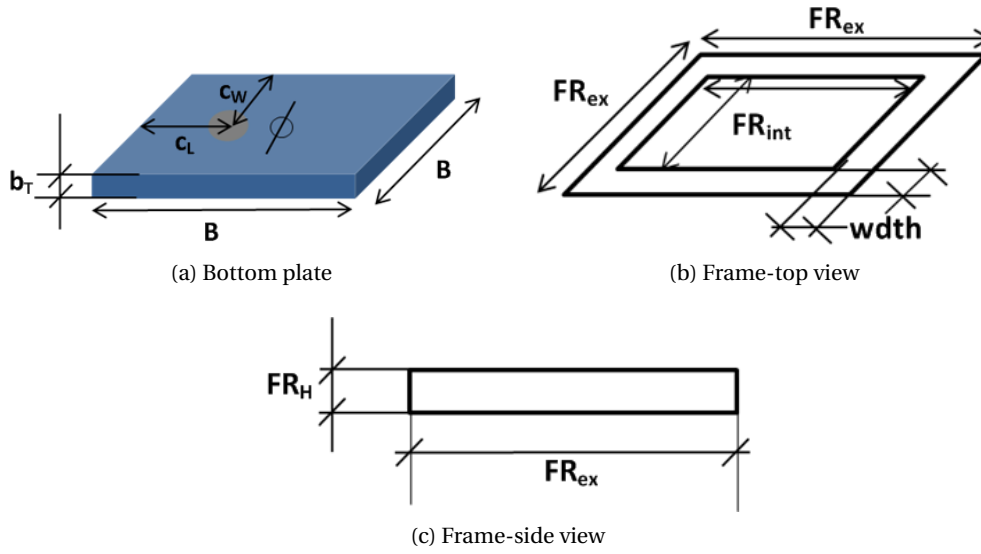 c_W
c_L
b_T
B
B
(a) Bottom plate
FR_ex
FR_ex
FR_int
wdth
(b) Frame-top view
FR_H
FR_ex
(c) Frame-side view